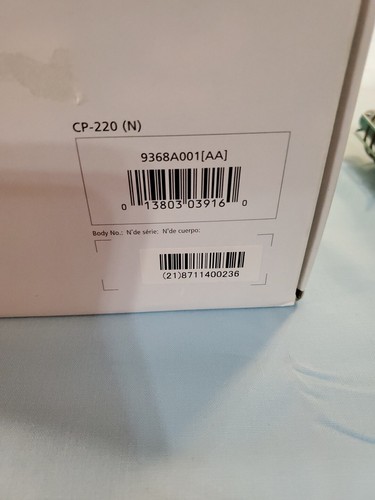 CP-220 (N)
9368A001[AA]
0 13803 03916 0
Body No.: N°de série: N°de cuerpo:
(21)8711400236